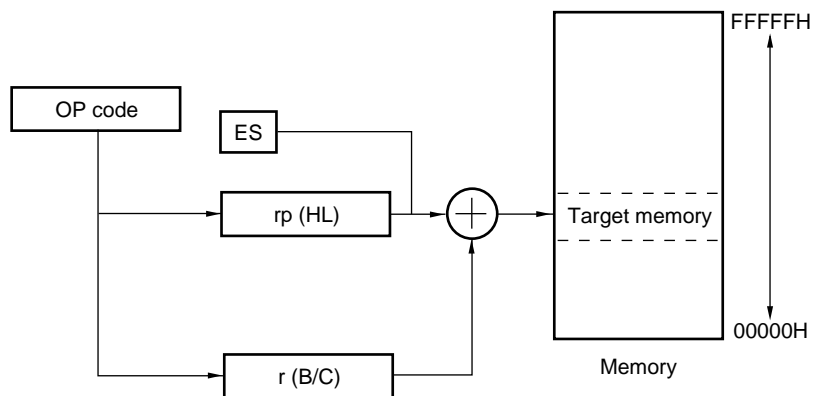 FFFFFH
OP code
ES
rp (HL)
Target memory
r (B/C)
00000H
Memory